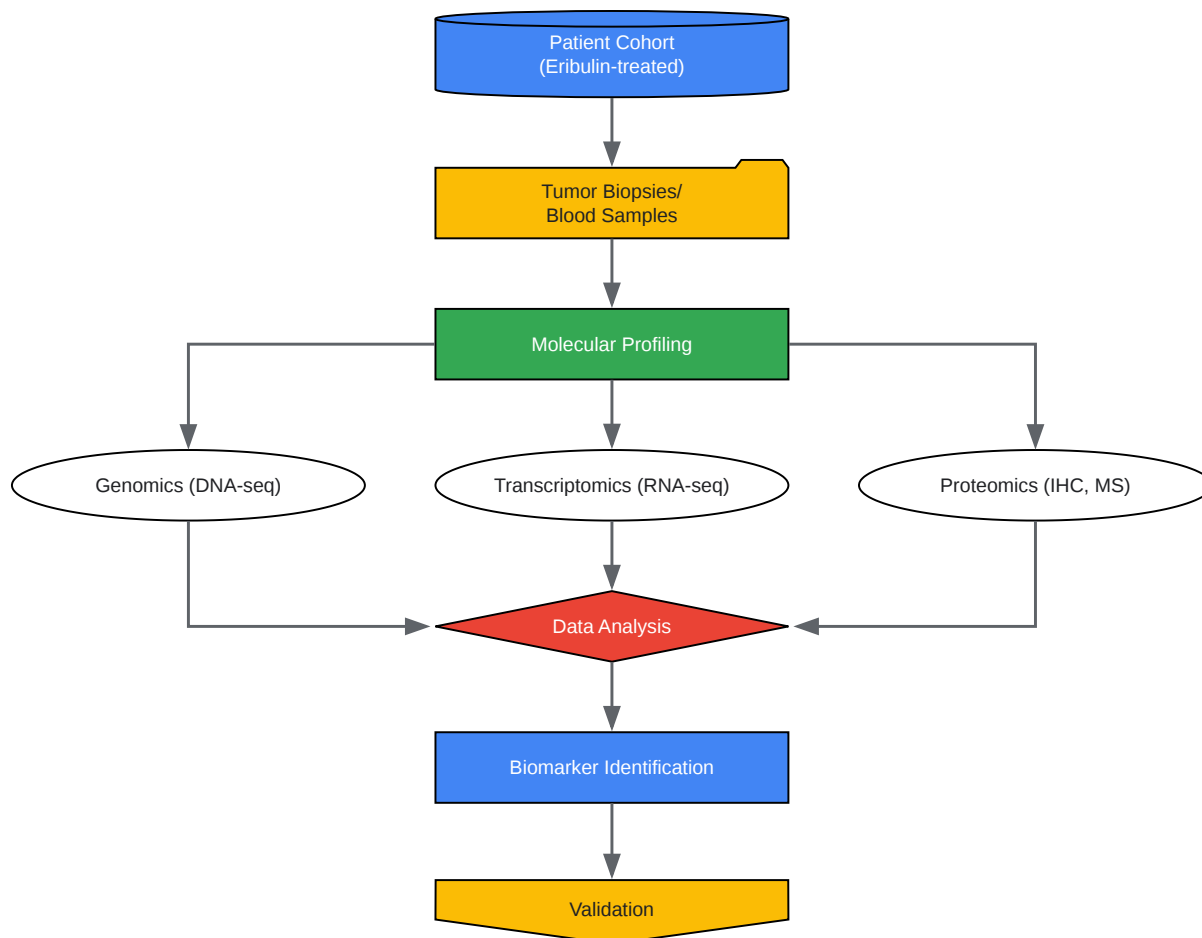 Patient Cohort
(Eribulin-treated)
Tumor Biopsies/
Blood Samples
Molecular Profiling
Genomics (DNA-seq)
Transcriptomics (RNA-seq)
Proteomics (IHC, MS)
Data Analysis
Biomarker Identification
Validation